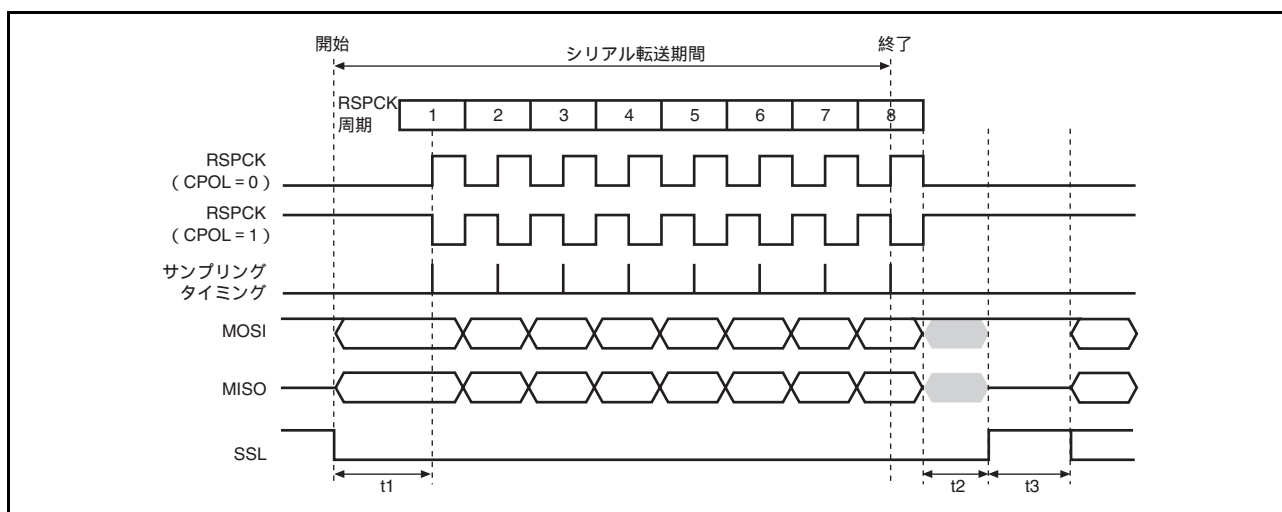 開始
シリアル転送期間
終了
RSPCK
周期
1 2 3 4 5 6 7 8
RSPCK
（CPOL = 0）
RSPCK
（CPOL = 1）
サンプリング
タイミング
MOSI
MISO
SSL
t1
t2
t3